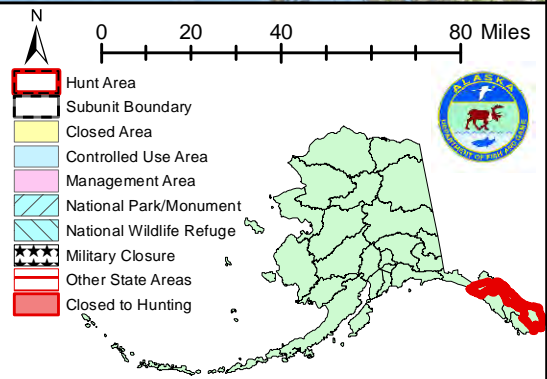 N
0 20 40 80 Miles
Hunt Area
Subunit Boundary
Closed Area
Controlled Use Area
Management Area
National Park/Monument
National Wildlife Refuge
Military Closure
Other State Areas
Closed to Hunting
ALASKA
DEPARTMENT OF FISH AND GAME